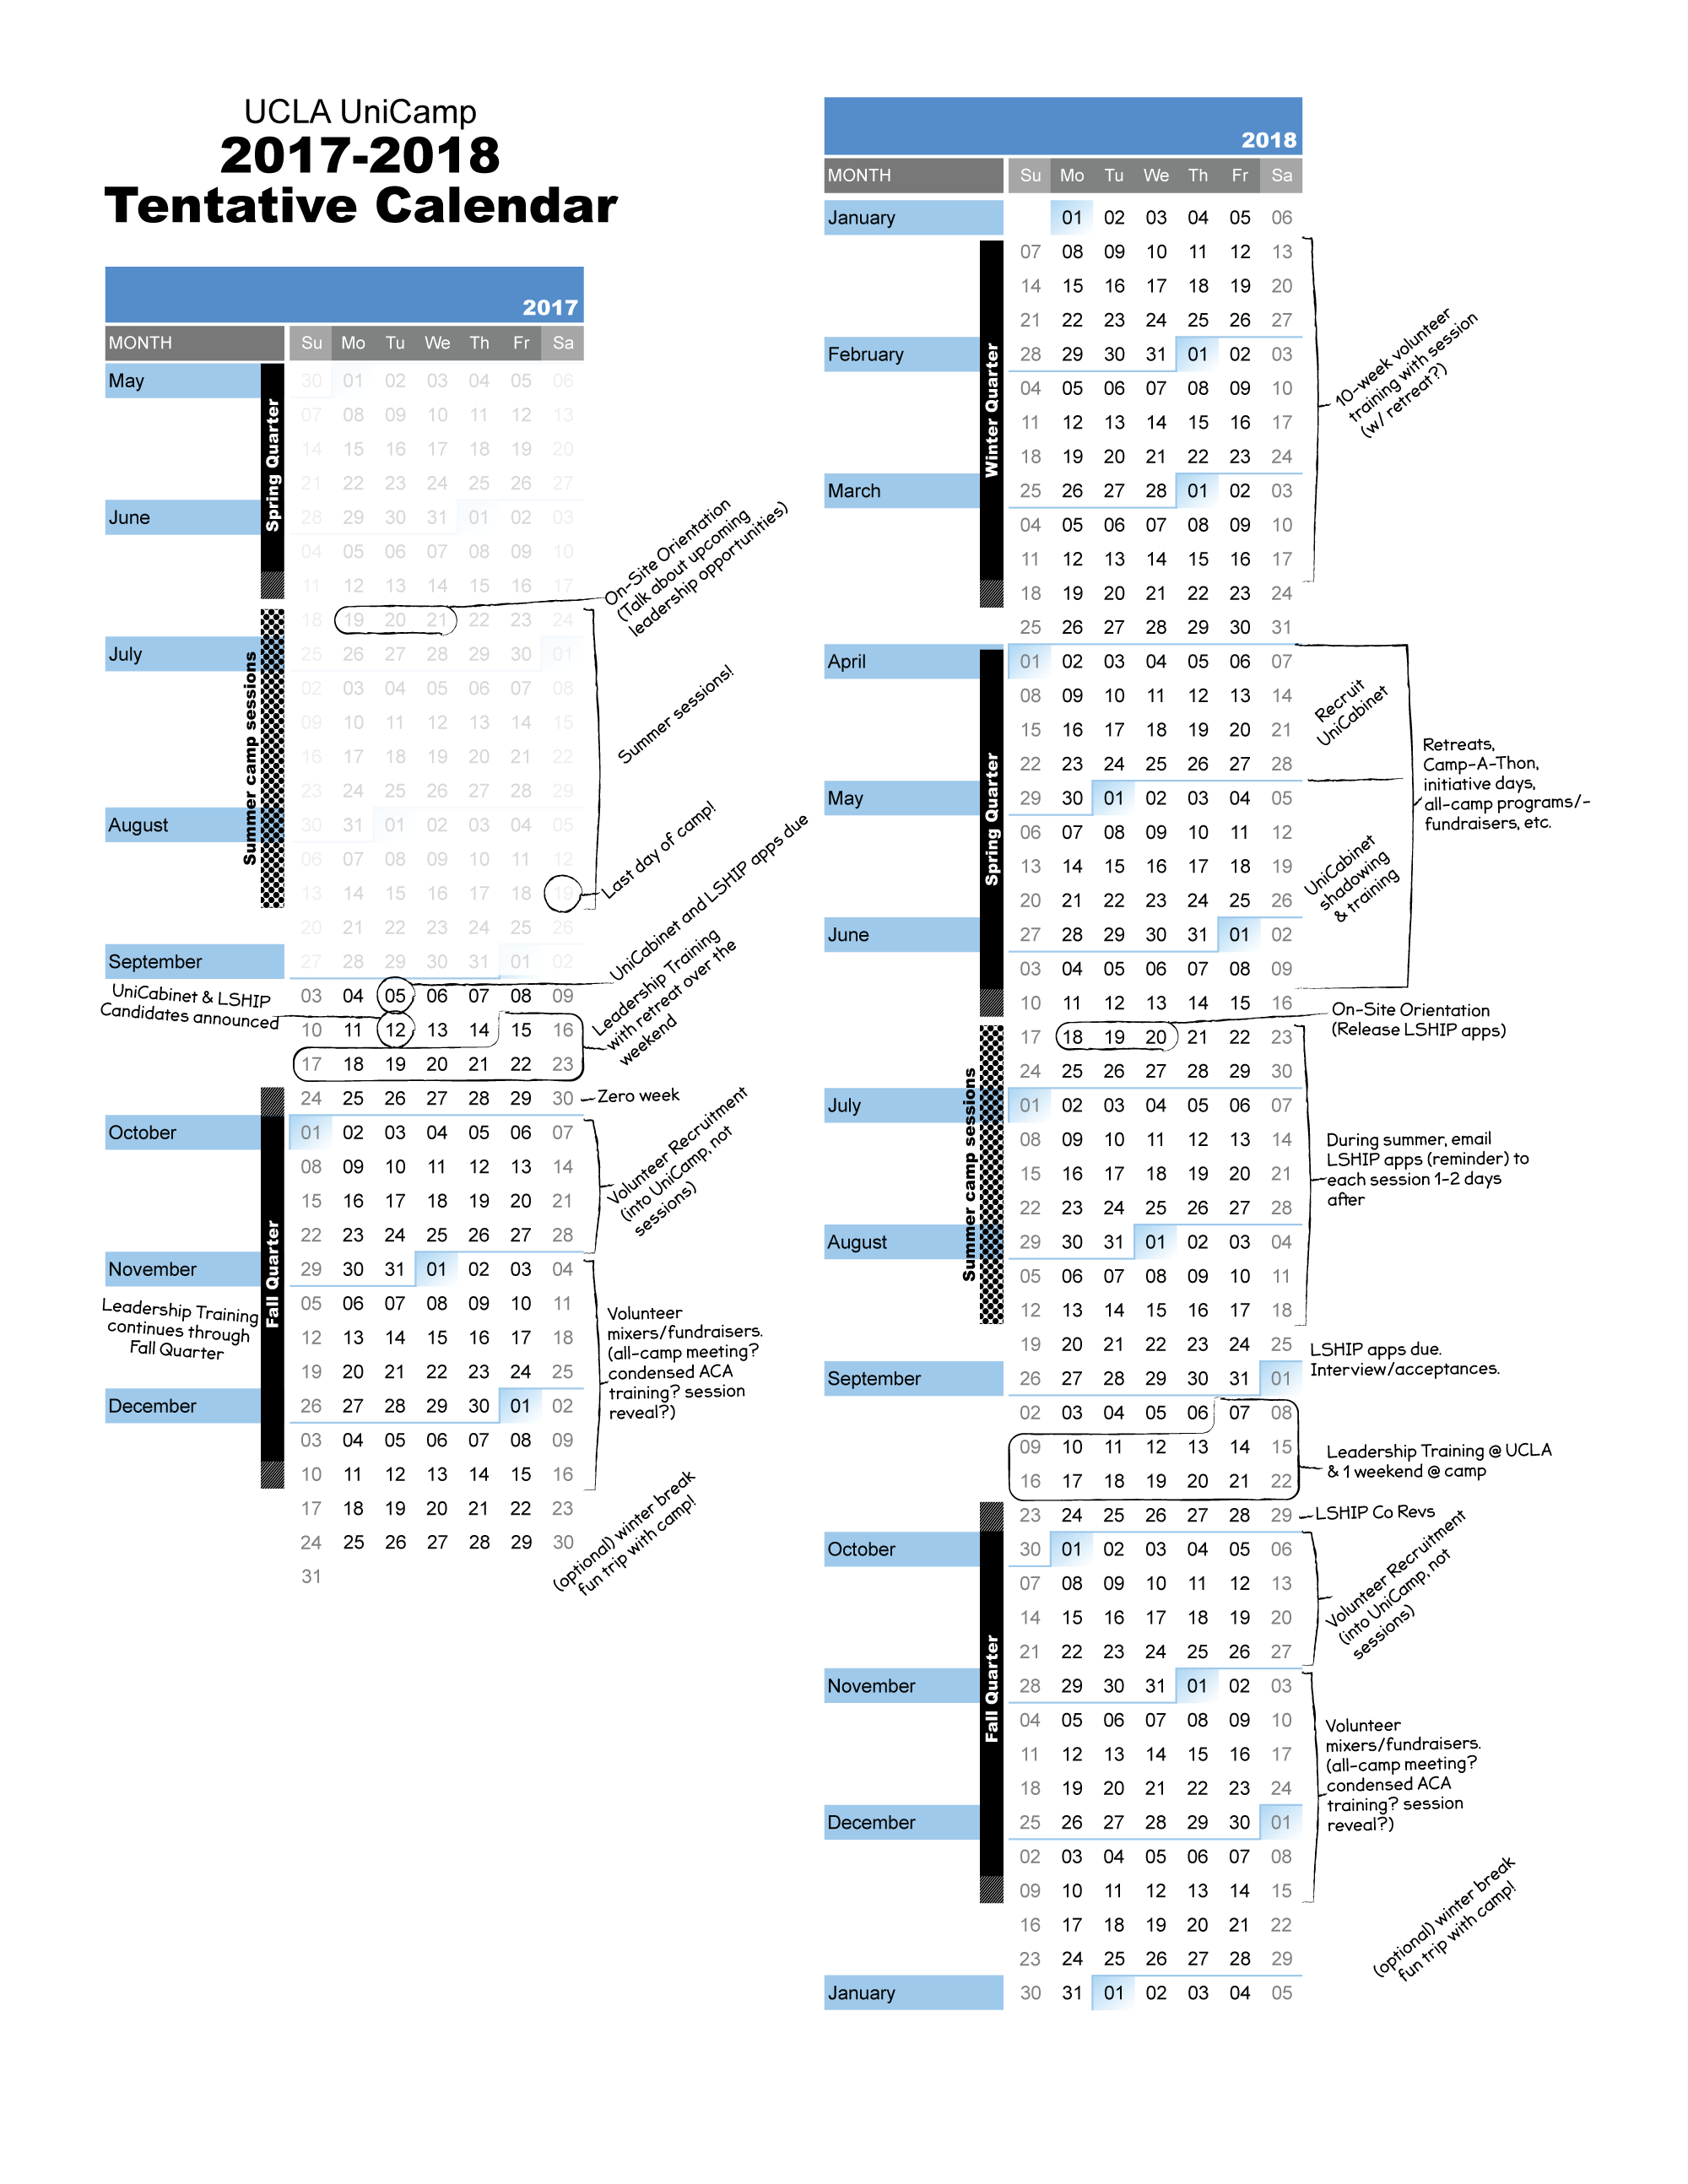 UCLA UniCamp
2017-2018
Tentative Calendar
2017
MONTH Su Mo Tu We Th Fr Sa
May 30 01 02 03 04 05 06
07 08 09 10 11 12 13
14 15 16 17 18 19 20
21 22 23 24 25 26 27
June 28 29 30 31 01 02 03
04 05 06 07 08 09 10
11 12 13 14 15 16 17
18 19 20 21 22 23 24
July 25 26 27 28 29 30 01
02 03 04 05 06 07 08
09 10 11 12 13 14 15
16 17 18 19 20 21 22
23 24 25 26 27 28 29
August 30 31 01 02 03 04 05
06 07 08 09 10 11 12
13 14 15 16 17 18 19
20 21 22 23 24 25 26
September 27 28 29 30 31 01 02
03 04 05 06 07 08 09
10 11 12 13 14 15 16
17 18 19 20 21 22 23
24 25 26 27 28 29 30
October 01 02 03 04 05 06 07
08 09 10 11 12 13 14
15 16 17 18 19 20 21
22 23 24 25 26 27 28
November 29 30 31 01 02 03 04
05 06 07 08 09 10 11
12 13 14 15 16 17 18
19 20 21 22 23 24 25
December 26 27 28 29 30 01 02
03 04 05 06 07 08 09
10 11 12 13 14 15 16
17 18 19 20 21 22 23
24 25 26 27 28 29 30
31
Spring Quarter
Summer camp sessions
Fall Quarter
On-Site Orientation
(Talk about upcoming
leadership opportunities)
Summer sessions!
Last day of camp!
UniCabinet and LSHIP apps due
UniCabinet & LSHIP
Candidates announced
Leadership Training
with retreat over the
weekend
Zero week
Volunteer Recruitment
(into UniCamp, not
sessions)
Leadership Training
continues through
Fall Quarter
Volunteer
mixers/fundraisers.
(all-camp meeting?
condensed ACA
training? session
reveal?)
(optional) winter break
fun trip with camp!
2018
MONTH Su Mo Tu We Th Fr Sa
January 01 02 03 04 05 06
07 08 09 10 11 12 13
14 15 16 17 18 19 20
21 22 23 24 25 26 27
February 28 29 30 31 01 02 03
04 05 06 07 08 09 10
11 12 13 14 15 16 17
18 19 20 21 22 23 24
March 25 26 27 28 01 02 03
04 05 06 07 08 09 10
11 12 13 14 15 16 17
18 19 20 21 22 23 24
25 26 27 28 29 30 31
April 01 02 03 04 05 06 07
08 09 10 11 12 13 14
15 16 17 18 19 20 21
22 23 24 25 26 27 28
May 29 30 01 02 03 04 05
06 07 08 09 10 11 12
13 14 15 16 17 18 19
20 21 22 23 24 25 26
June 27 28 29 30 31 01 02
03 04 05 06 07 08 09
10 11 12 13 14 15 16
17 18 19 20 21 22 23
24 25 26 27 28 29 30
July 01 02 03 04 05 06 07
08 09 10 11 12 13 14
15 16 17 18 19 20 21
22 23 24 25 26 27 28
August 29 30 31 01 02 03 04
05 06 07 08 09 10 11
12 13 14 15 16 17 18
19 20 21 22 23 24 25
September 26 27 28 29 30 31 01
02 03 04 05 06 07 08
09 10 11 12 13 14 15
16 17 18 19 20 21 22
23 24 25 26 27 28 29
October 30 01 02 03 04 05 06
07 08 09 10 11 12 13
14 15 16 17 18 19 20
21 22 23 24 25 26 27
November 28 29 30 31 01 02 03
04 05 06 07 08 09 10
11 12 13 14 15 16 17
18 19 20 21 22 23 24
December 25 26 27 28 29 30 01
02 03 04 05 06 07 08
09 10 11 12 13 14 15
16 17 18 19 20 21 22
23 24 25 26 27 28 29
January 30 31 01 02 03 04 05
Winter Quarter
Spring Quarter
Summer camp sessions
Fall Quarter
10-week volunteer
training with session
(w/ retreat?)
Recruit
UniCabinet
Retreats,
Camp-A-Thon,
initiative days,
all-camp programs/-
fundraisers, etc.
UniCabinet
shadowing
& training
On-Site Orientation
(Release LSHIP apps)
During summer, email
LSHIP apps (reminder) to
each session 1-2 days
after
LSHIP apps due.
Interview/acceptances.
Leadership Training @ UCLA
& 1 weekend @ camp
LSHIP Co Revs
Volunteer Recruitment
(into UniCamp, not
sessions)
Volunteer
mixers/fundraisers.
(all-camp meeting?
condensed ACA
training? session
reveal?)
(optional) winter break
fun trip with camp!